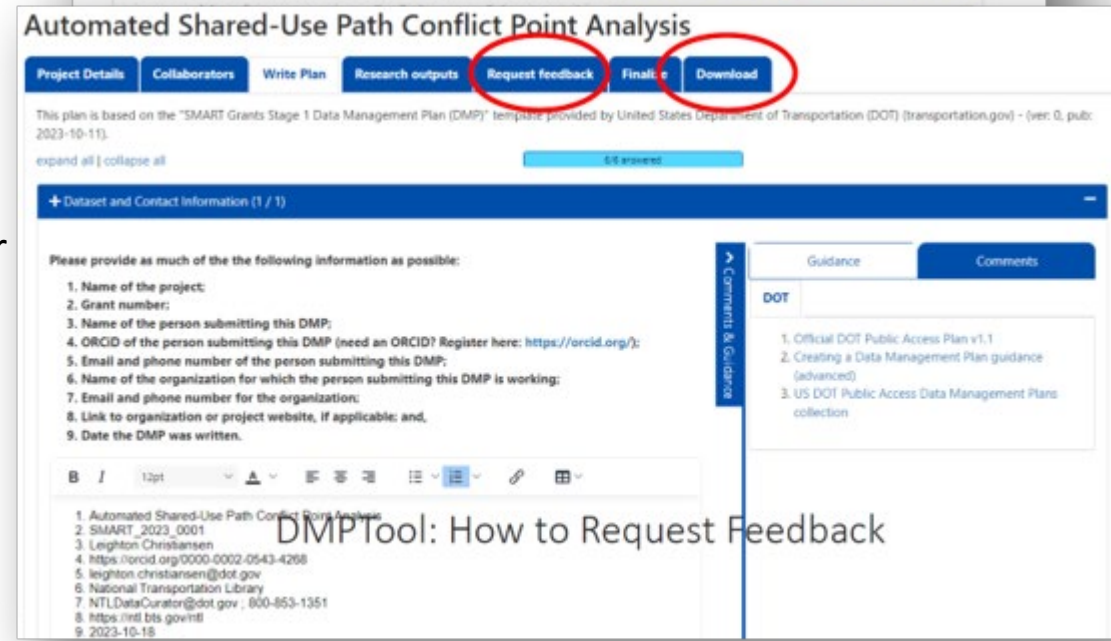 Automated Shared-Use Path Conflict Point Analysis
Project Details Collaborators Write Plan Research outputs Request feedback Finalize Download
This plan is based on the "SMART Grants Stage 1 Data Management Plan (DMP)" template provided by United States Department of Transportation (DOT) (transportation.gov) - (ver: 0, pub:
2023-10-11).
expand all | collapse all
6/6 answered
Dataset and Contact Information (1 / 1)
r
Please provide as much of the the following information as possible:
1. Name of the project;
2. Grant number;
3. Name of the person submitting this DMP;
4. ORCiD of the person submitting this DMP (need an ORCID? Register here: https://orcid.org/);
5. Email and phone number of the person submitting this DMP;
6. Name of the organization for which the person submitting this DMP is working;
7. Email and phone number for the organization;
8. Link to organization or project website, if applicable; and,
9. Date the DMP was written.
Comments & Guidance
Guidance Comments
DOT
1. Official DOT Public Access Plan v1.1
2. Creating a Data Management Plan guidance
(advanced)
3. US DOT Public Access Data Management Plans
collection
B I 12pt A
1. Automated Shared-Use Path Conflict Point Analysis
2. SMART_2023_0001
3. Leighton Christiansen
4. https://orcid.org/0000-0002-0543-4268
5. leighton.christiansen@dot.gov
6. National Transportation Library
7. NTLDataCurator@dot.gov ; 800-853-1351
8. https://ntl.bts.gov/ntl
9. 2023-10-18
DMPTool: How to Request Feedback